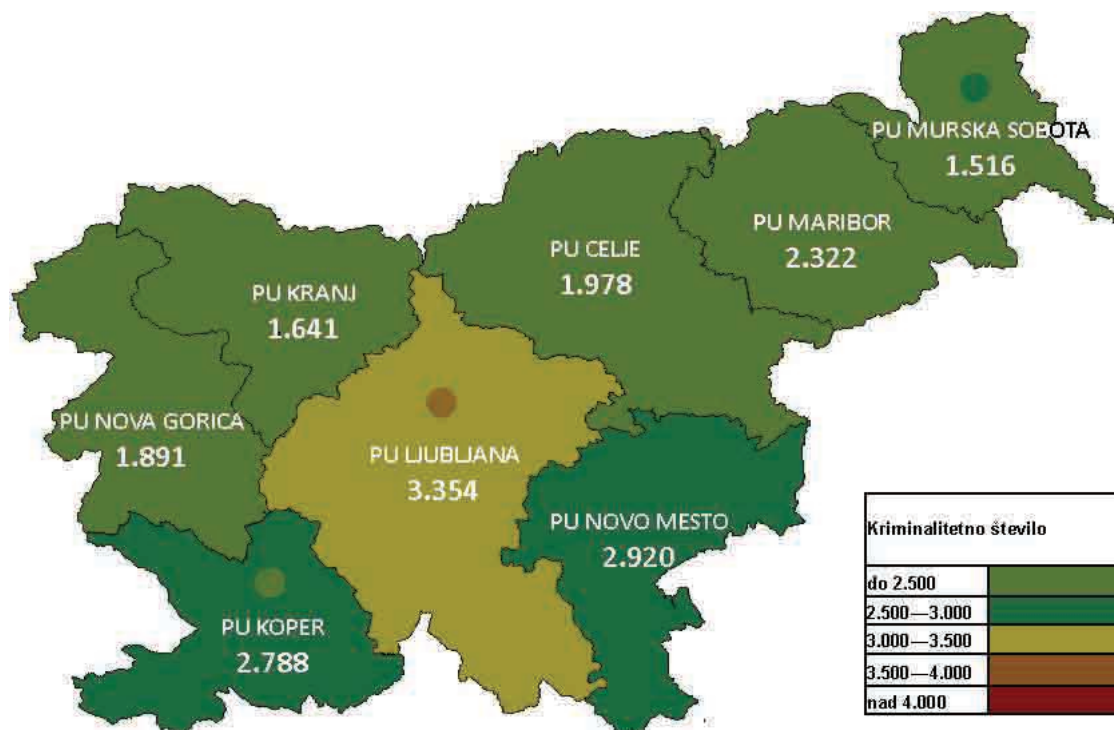 PU MURSKA SOBOTA
1.516
PU MARIBOR
2.322
PU CELJE
1.978
PU KRANJ
1.641
PU NOVA GORICA
1.891
PU LJUBLJANA
3.354
PU NOVO MESTO
2.920
PU KOPER
2.788
Kriminalitetno število
do 2.500
2.500—3.000
3.000—3.500
3.500—4.000
nad 4.000